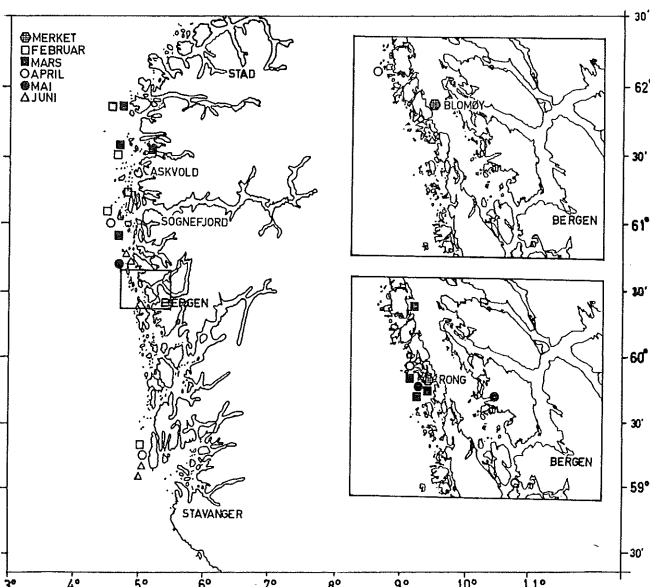 MERKET
FEBRUAR
MARS
APRIL
MAI
JUNI
STAD
ASKVOLD
SOGNEFJORD
BERGEN
STAVANGER
BLOMØY
BERGEN
RONG
BERGEN
30'
62°
30'
61°
30'
60°
30'
59°
30'
3° 4° 5° 6° 7° 8° 9° 10° 11°